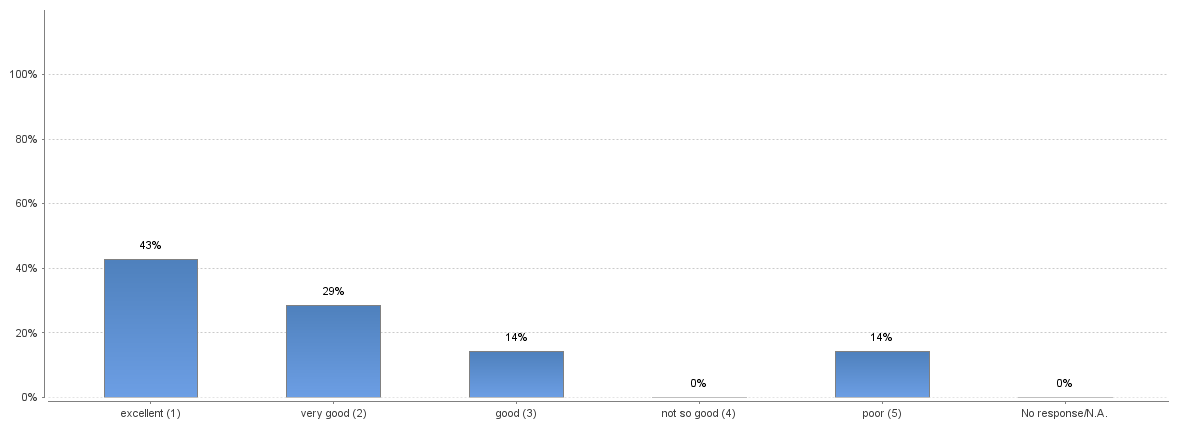 100%
80%
60%
40%
20%
0%
43%
29%
14%
0%
14%
0%
excellent (1)
very good (2)
good (3)
not so good (4)
poor (5)
No response/N.A.